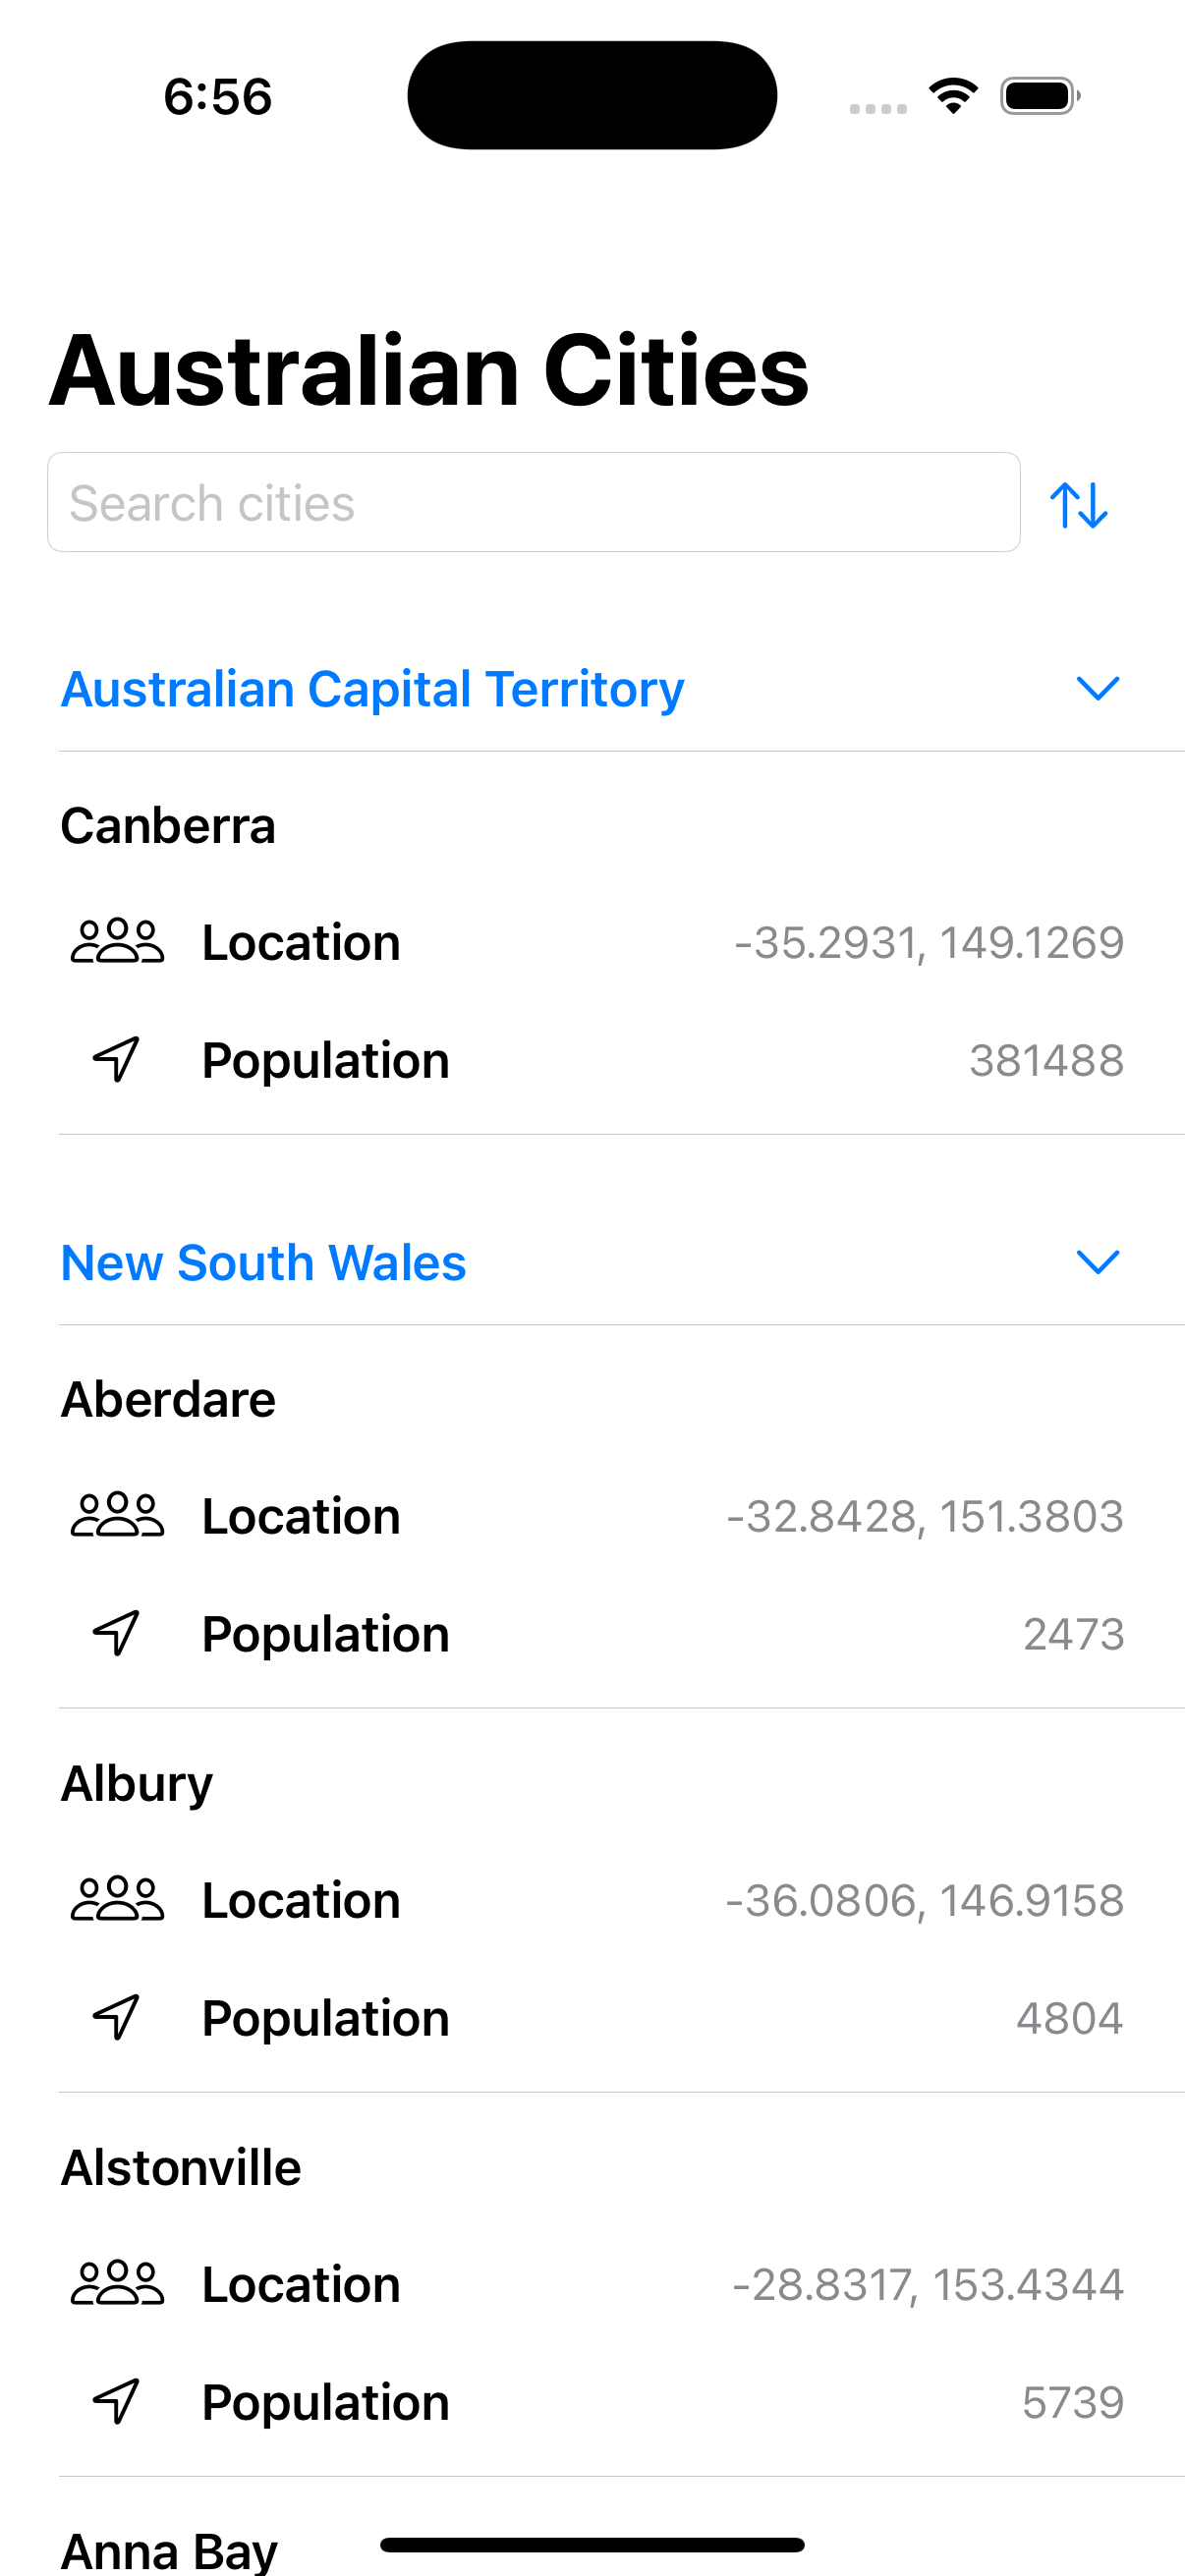 6:56
Australian Cities
Search cities
Australian Capital Territory
Canberra
Location -35.2931, 149.1269
Population 381488
New South Wales
Aberdare
Location -32.8428, 151.3803
Population 2473
Albury
Location -36.0806, 146.9158
Population 4804
Alstonville
Location -28.8317, 153.4344
Population 5739
Anna Bay